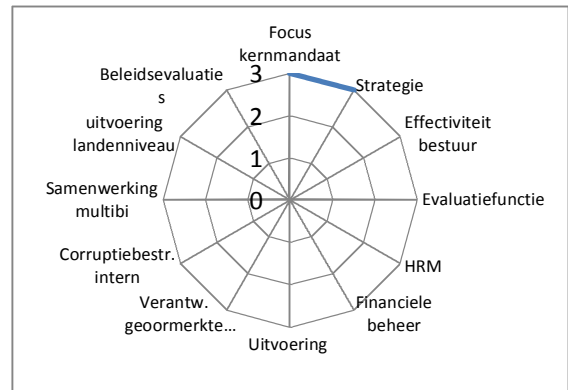 Focus
kernmandaat
Strategie
Effectiviteit
bestuur
Evaluatiefunctie
HRM
Financiele
beheer
Uitvoering
Verantw.
geoormerkte…
Corruptiebestr.
intern
Samenwerking
multibi
uitvoering
landenniveau
Beleidsevaluatie
s
3
2
1
0